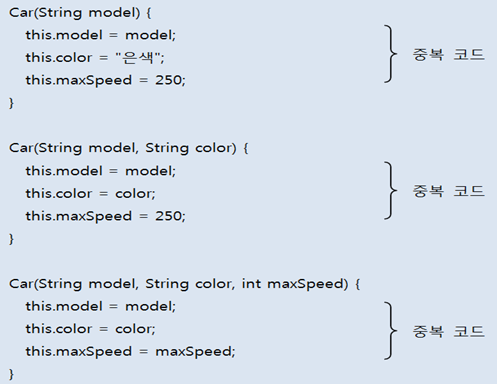 Car(String model) {
this.model = model;
this.color = "은색";
this.maxSpeed = 250;
}
중복 코드
Car(String model, String color) {
this.model = model;
this.color = color;
this.maxSpeed = 250;
}
중복 코드
Car(String model, String color, int maxSpeed) {
this.model = model;
this.color = color;
this.maxSpeed = maxSpeed;
}
중복 코드